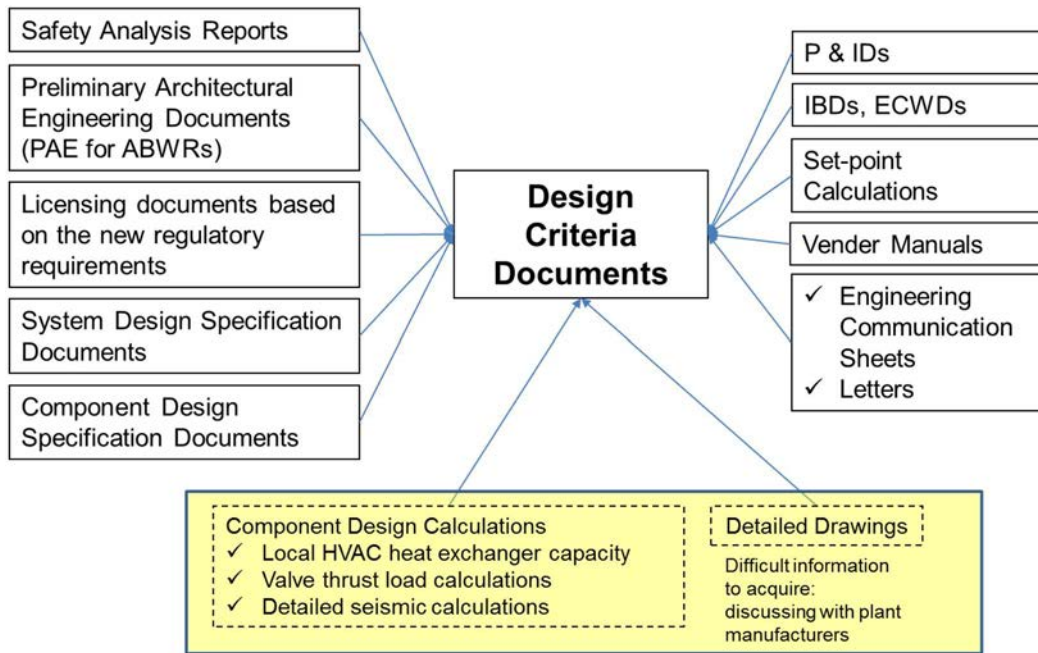 Safety Analysis Reports
Preliminary Architectural
Engineering Documents
(PAE for ABWRs)
Licensing documents based
on the new regulatory
requirements
System Design Specification
Documents
Component Design
Specification Documents
Design
Criteria
Documents
P & IDs
IBDs, ECWDs
Set-point
Calculations
Vender Manuals
✓ Engineering
Communication
Sheets
✓ Letters
Component Design Calculations
✓ Local HVAC heat exchanger capacity
✓ Valve thrust load calculations
✓ Detailed seismic calculations
Detailed Drawings
Difficult information
to acquire:
discussing with plant
manufacturers